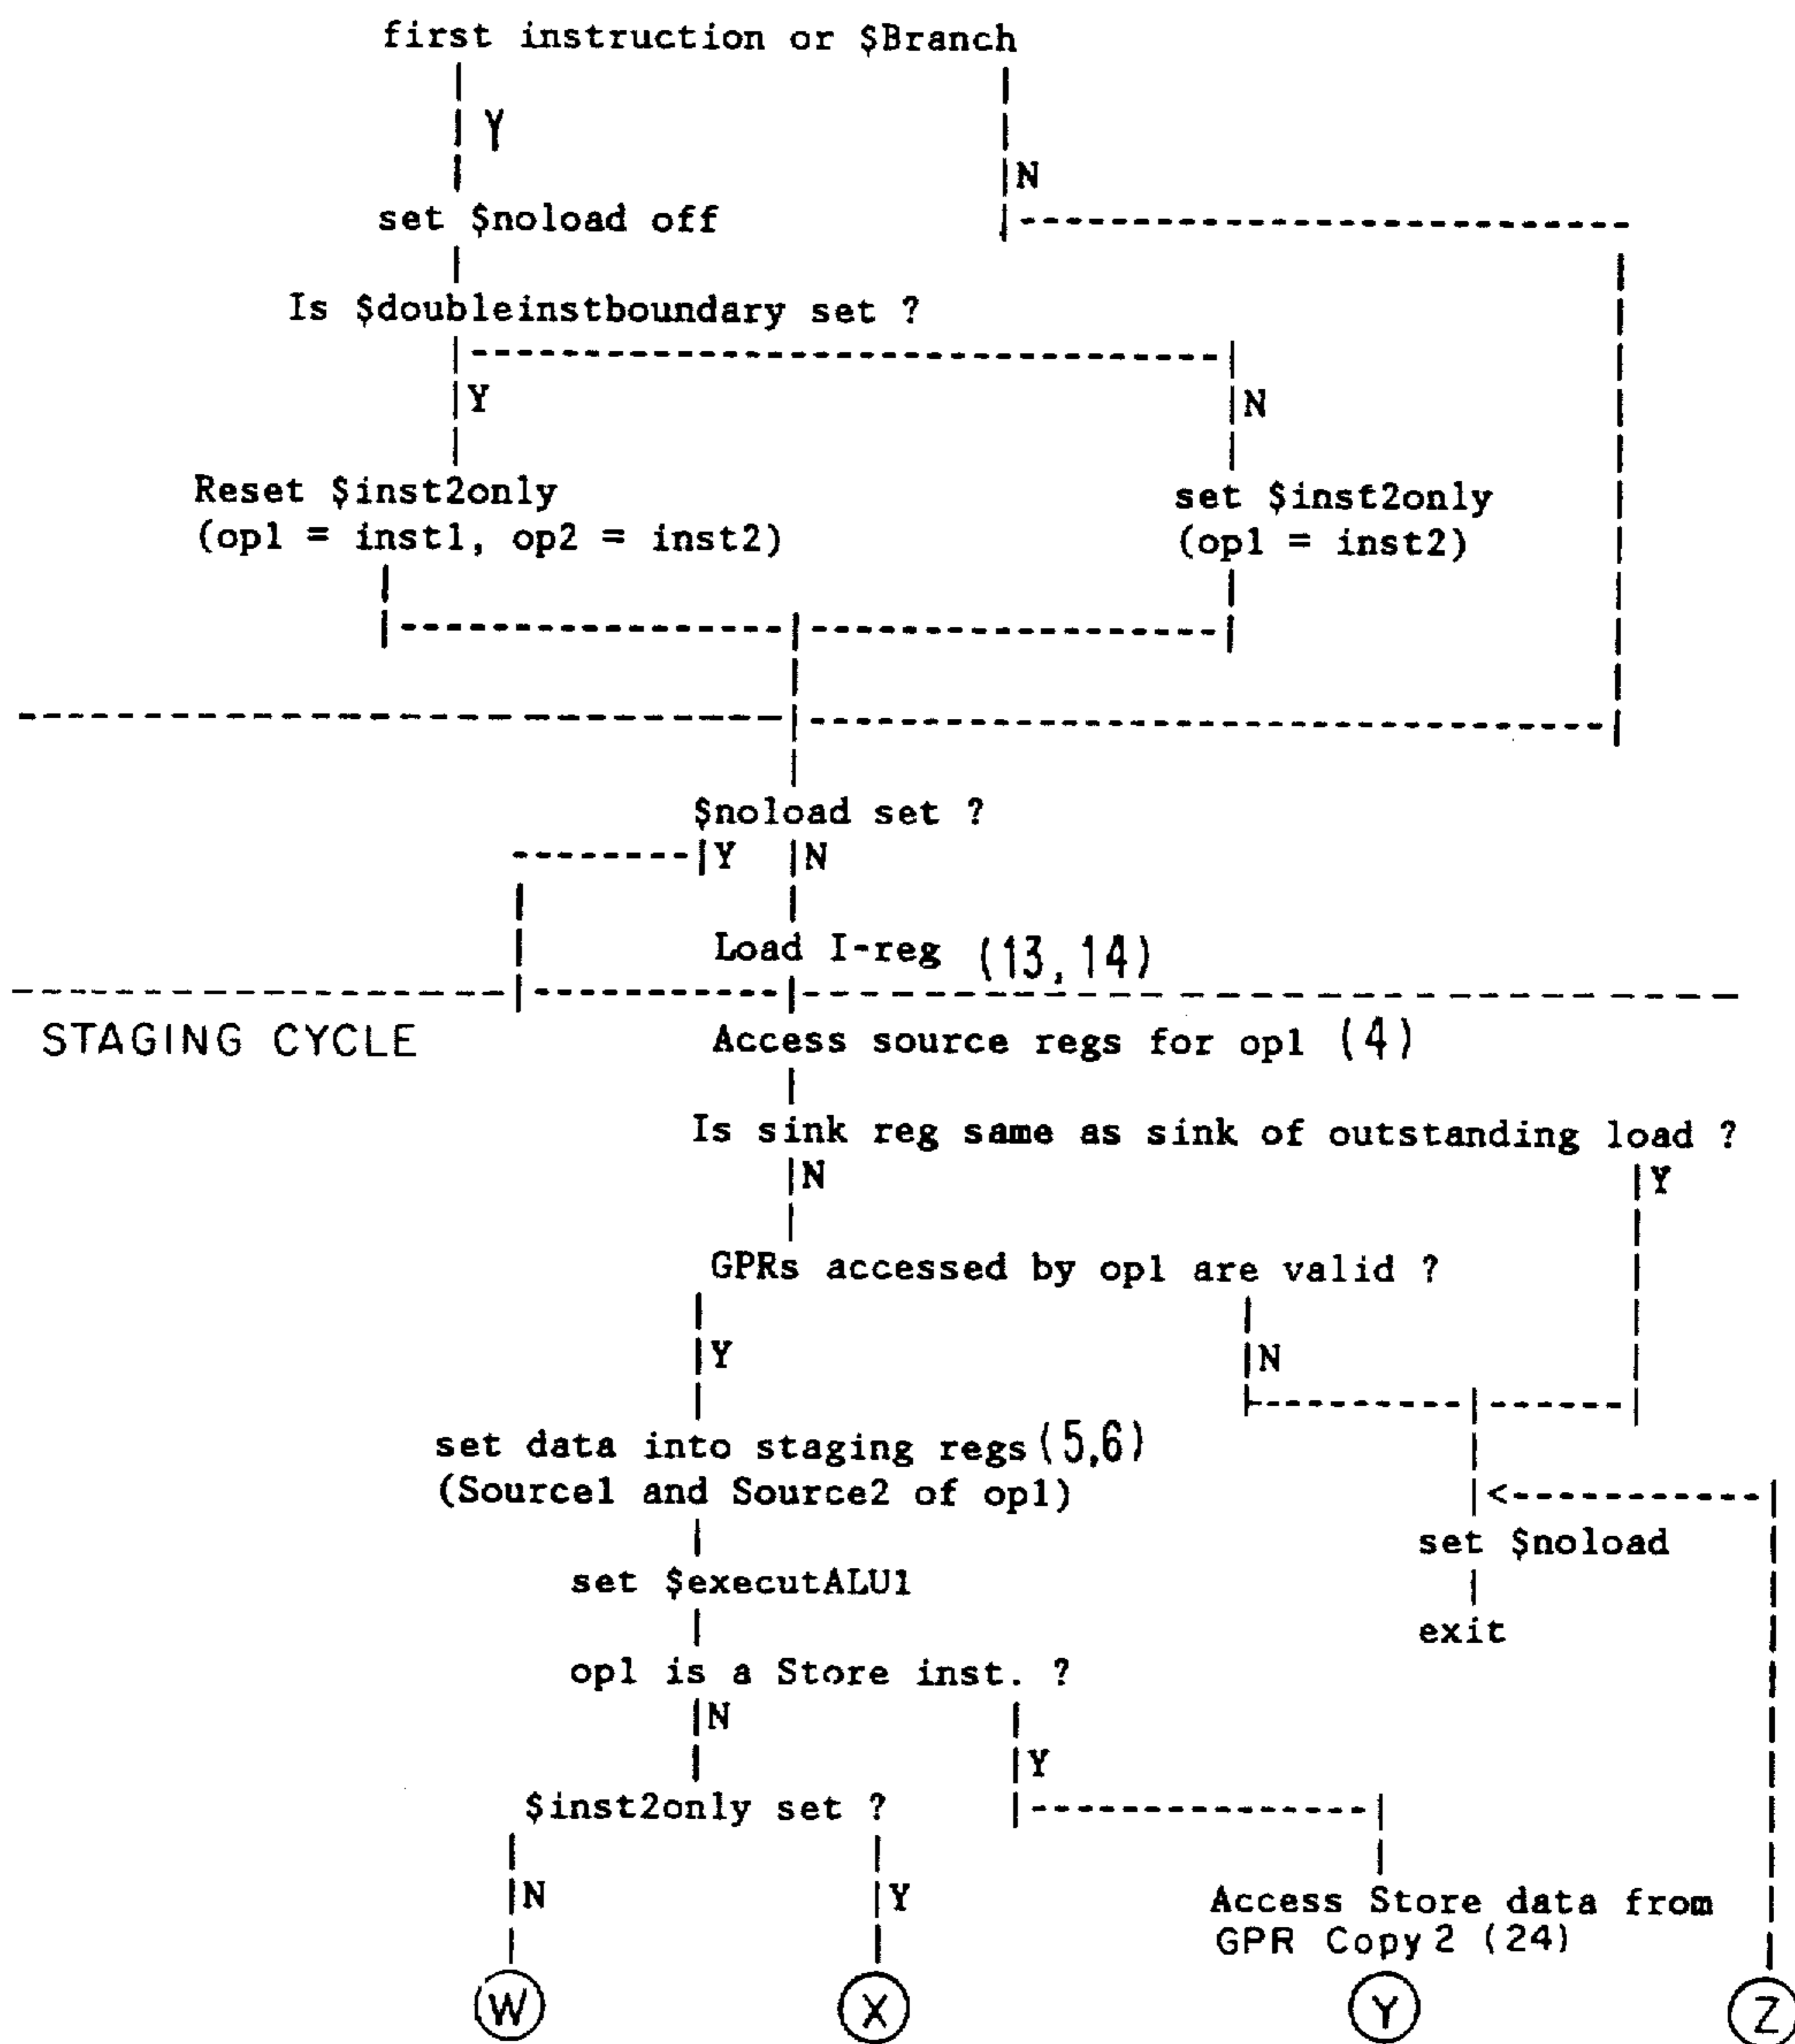 first instruction or $Branch
Y
N
set $noload off
Is $doubleinstboundary set ?
Y
N
Reset $inst2only
(op1 = inst1, op2 = inst2)
set $inst2only
(op1 = inst2)
$noload set ?
Y N
Load I-reg (13, 14)
STAGING CYCLE
Access source regs for op1 (4)
Is sink reg same as sink of outstanding load ?
N
Y
GPRs accessed by op1 are valid ?
Y
N
set data into staging regs (5,6)
(Source1 and Source2 of op1)
set $noload
set $executALU1
exit
op1 is a Store inst. ?
N
Y
$inst2only set ?
N
Y
Access Store data from
GPR Copy 2 (24)
W X Y Z